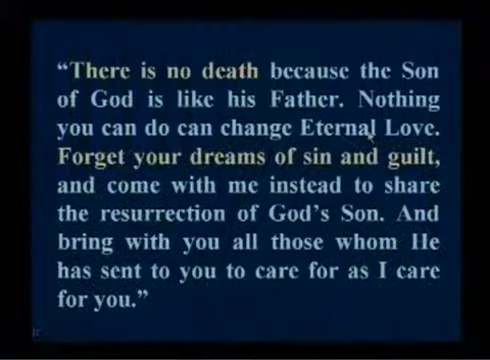 “There is no death because the Son
of God is like his Father. Nothing
you can do can change Eternal Love.
Forget your dreams of sin and guilt,
and come with me instead to share
the resurrection of God’s Son. And
bring with you all those whom He
has sent to you to care for as I care
for you.”